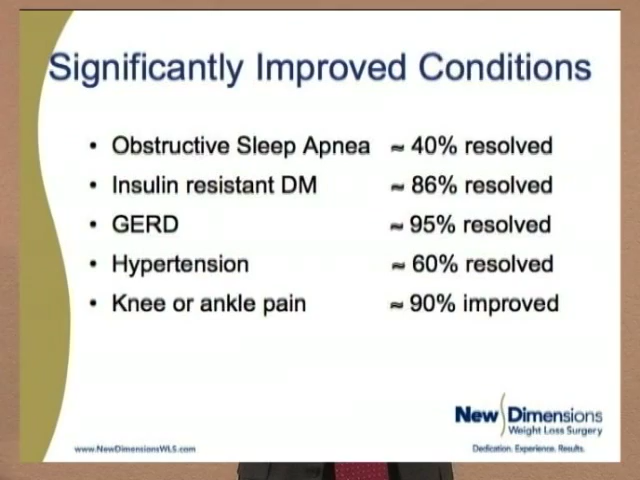 Significantly Improved Conditions
• Obstructive Sleep Apnea ≈ 40% resolved
• Insulin resistant DM ≈ 86% resolved
• GERD ≈ 95% resolved
• Hypertension ≈ 60% resolved
• Knee or ankle pain ≈ 90% improved
New Dimensions
Weight Loss Surgery
www.NewDimensionsWLS.com Dedication. Experience. Results.